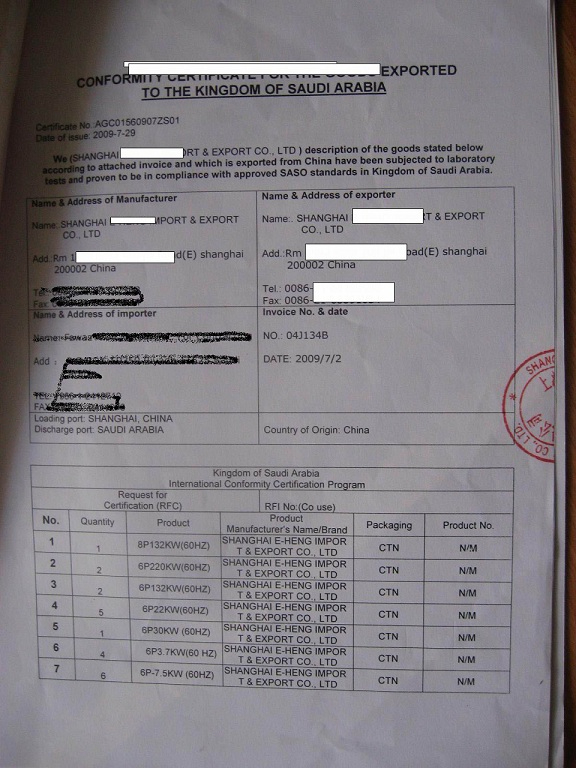 CONFORMITY CERTIFICATE FOR THE GOODS EXPORTED
TO THE KINGDOM OF SAUDI ARABIA
Certificate No.:AGC01560907ZS01
Date of issue: 2009-7-29
We (SHANGHAI RT & EXPORT CO., LTD ) description of the goods stated below
according to attached invoice and which is exported from China have been subjected to laboratory
tests and proven to be in compliance with approved SASO standards in Kingdom of Saudi Arabia.
Name & Address of Manufacturer
Name:.SHANGHAI IMPORT & EXPORT
CO., LTD
Add.:Rm 1 d(E) shanghai
200002 China
Tel.:
Fax:
Name & Address of exporter
Name:. SHANGHAI T & EXPORT
CO., LTD
Add.: Rm oad(E) shanghai
200002 China
Tel.: 0086-
Fax: 0086-
Name & Address of importer
Name:
Add :
TEL
FAX
Loading port: SHANGHAI, CHINA
Discharge port: SAUDI ARABIA
Invoice No. & date
NO.: 04J134B
DATE: 2009/7/2
Country of Origin: China
SHANG
CO., LTD.
Kingdom of Saudi Arabia
International Conformity Certification Program
Request for
Certification (RFC)
RFI No:(Co use)
No. Quantity Product Product Manufacturer's Name/Brand Packaging Product No.
1 1 8P132KW(60HZ) SHANGHAI E-HENG IMPOR
T & EXPORT CO., LTD CTN N/M
2 2 6P220KW(60HZ) SHANGHAI E-HENG IMPOR
T & EXPORT CO., LTD CTN N/M
3 2 6P132KW(60HZ) SHANGHAI E-HENG IMPOR
T & EXPORT CO., LTD CTN N/M
4 5 6P22KW(60HZ) SHANGHAI E-HENG IMPOR
T & EXPORT CO., LTD CTN N/M
5 1 6P30KW (60HZ) SHANGHAI E-HENG IMPOR
T & EXPORT CO., LTD CTN N/M
6 4 6P3.7KW(60 HZ) SHANGHAI E-HENG IMPOR
T & EXPORT CO., LTD CTN N/M
7 6 6P-7.5KW (60HZ) SHANGHAI E-HENG IMPOR
T & EXPORT CO., LTD CTN N/M